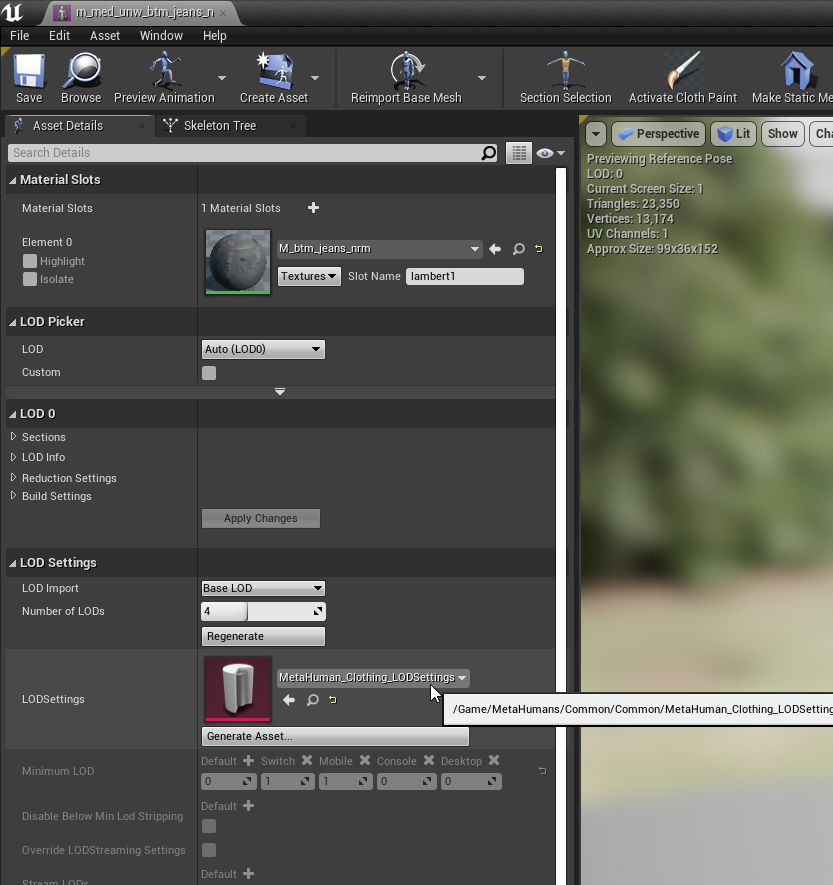 m_med_unw_btm_jeans_n
File Edit Asset Window Help
Save Browse Preview Animation Create Asset Reimport Base Mesh Section Selection Activate Cloth Paint Make Static Me
Asset Details Skeleton Tree
Search Details
Perspective Lit Show Cha
Previewing Reference Pose
LOD: 0
Current Screen Size: 1
Triangles: 23,350
Vertices: 13,174
UV Channels: 1
Approx Size: 99x36x152
Material Slots
Material Slots 1 Material Slots
Element 0
Highlight
Isolate
M_btm_jeans_nrm
Textures Slot Name lambert1
LOD Picker
LOD Auto (LOD0)
Custom
LOD 0
Sections
LOD Info
Reduction Settings
Build Settings
Apply Changes
LOD Settings
LOD Import Base LOD
Number of LODs 4
Regenerate
LODSettings MetaHuman_Clothing_LODSettings
/Game/MetaHumans/Common/Common/MetaHuman_Clothing_LODSetting
Generate Asset...
Minimum LOD
Default Switch Mobile Console Desktop
0 1 1 0 0
Default
Disable Below Min Lod Stripping
Override LODStreaming Settings
Default
Stream LODs